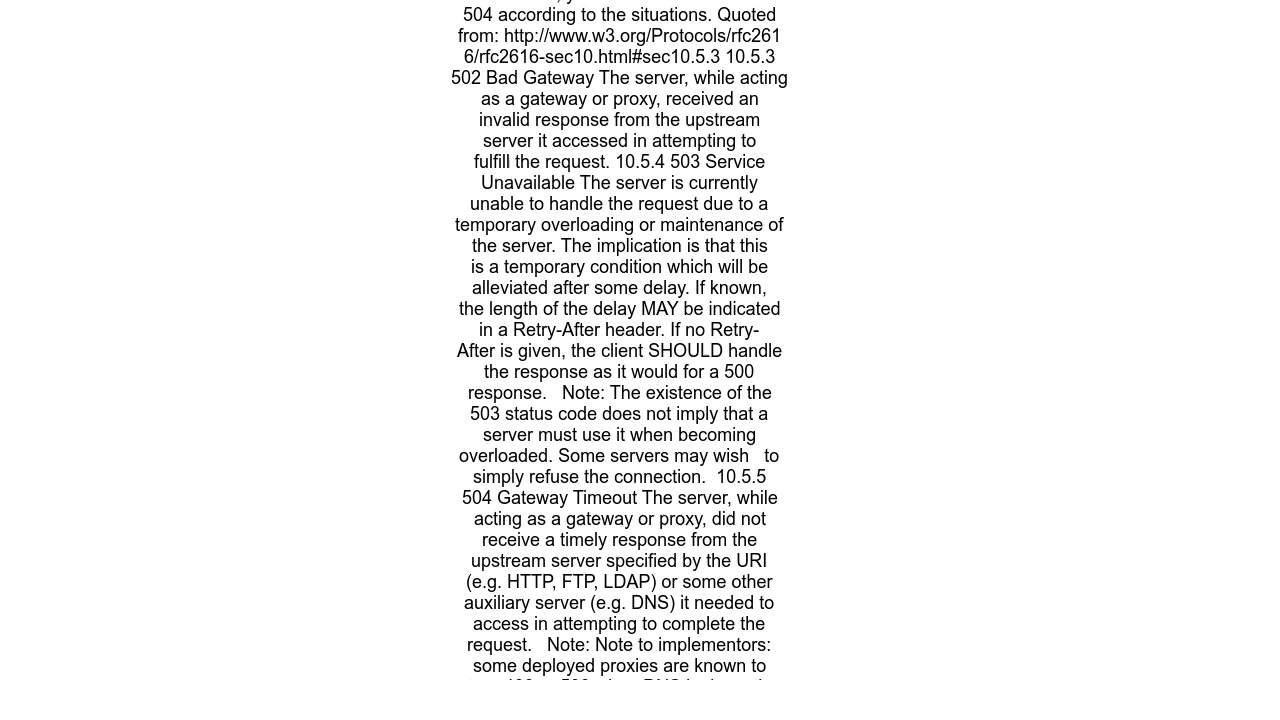 504 according to the situations. Quoted
from: http://www.w3.org/Protocols/rfc261
6/rfc2616-sec10.html#sec10.5.3 10.5.3
502 Bad Gateway The server, while acting
as a gateway or proxy, received an
invalid response from the upstream
server it accessed in attempting to
fulfill the request. 10.5.4 503 Service
Unavailable The server is currently
unable to handle the request due to a
temporary overloading or maintenance of
the server. The implication is that this
is a temporary condition which will be
alleviated after some delay. If known,
the length of the delay MAY be indicated
in a Retry-After header. If no Retry-
After is given, the client SHOULD handle
the response as it would for a 500
response.   Note: The existence of the
503 status code does not imply that a
server must use it when becoming
overloaded. Some servers may wish   to
simply refuse the connection.  10.5.5
504 Gateway Timeout The server, while
acting as a gateway or proxy, did not
receive a timely response from the
upstream server specified by the URI
(e.g. HTTP, FTP, LDAP) or some other
auxiliary server (e.g. DNS) it needed to
access in attempting to complete the
request.   Note: Note to implementors:
some deployed proxies are known to